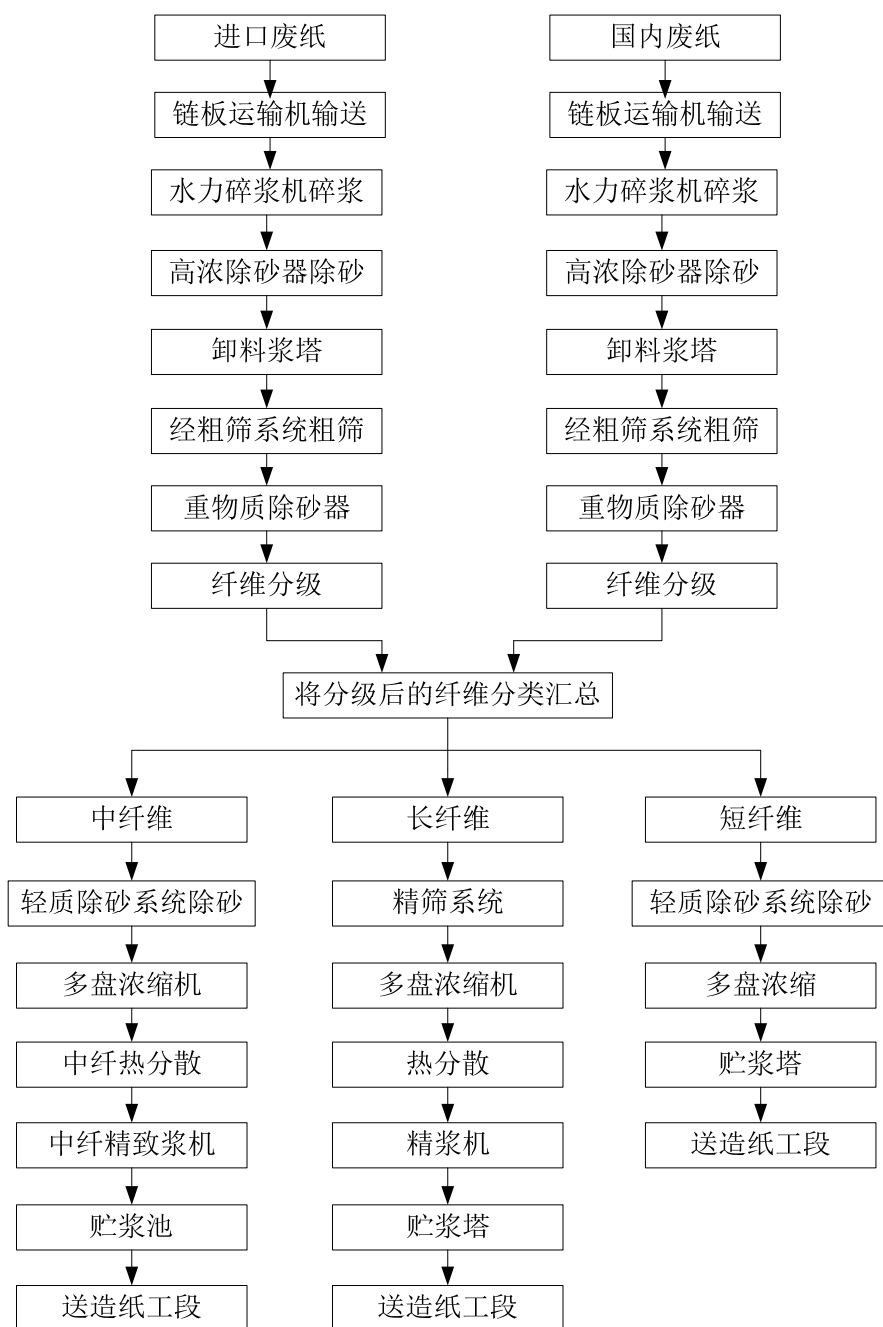 进口废纸
国内废纸
链板运输机输送
链板运输机输送
水力碎浆机碎浆
水力碎浆机碎浆
高浓除砂器除砂
高浓除砂器除砂
卸料浆塔
卸料浆塔
经粗筛系统粗筛
经粗筛系统粗筛
重物质除砂器
重物质除砂器
纤维分级
纤维分级
将分级后的纤维分类汇总
中纤维
长纤维
短纤维
轻质除砂系统除砂
精筛系统
轻质除砂系统除砂
多盘浓缩机
多盘浓缩机
多盘浓缩
中纤热分散
热分散
贮浆塔
中纤精致浆机
精浆机
送造纸工段
贮浆池
贮浆塔
送造纸工段
送造纸工段